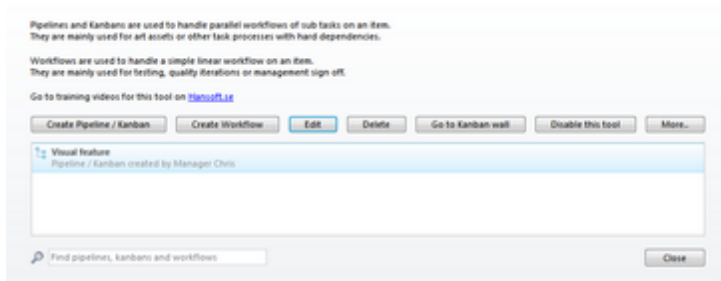 Pipelines and Kanbans are used to handle parallel workflows of sub tasks on an item.
They are mainly used for art assets or other task processes with hard dependencies.
Workflows are used to handle a simple linear workflow on an item.
They are mainly used for testing, quality iterations or management sign off.
Go to training videos for this tool on Hansoft.se
Create Pipeline / Kanban Create Workflow Edit Delete Go to Kanban wall Disable this tool More..
Visual feature
Pipeline / Kanban created by Manager Chris
Find pipelines, kanbans and workflows Close